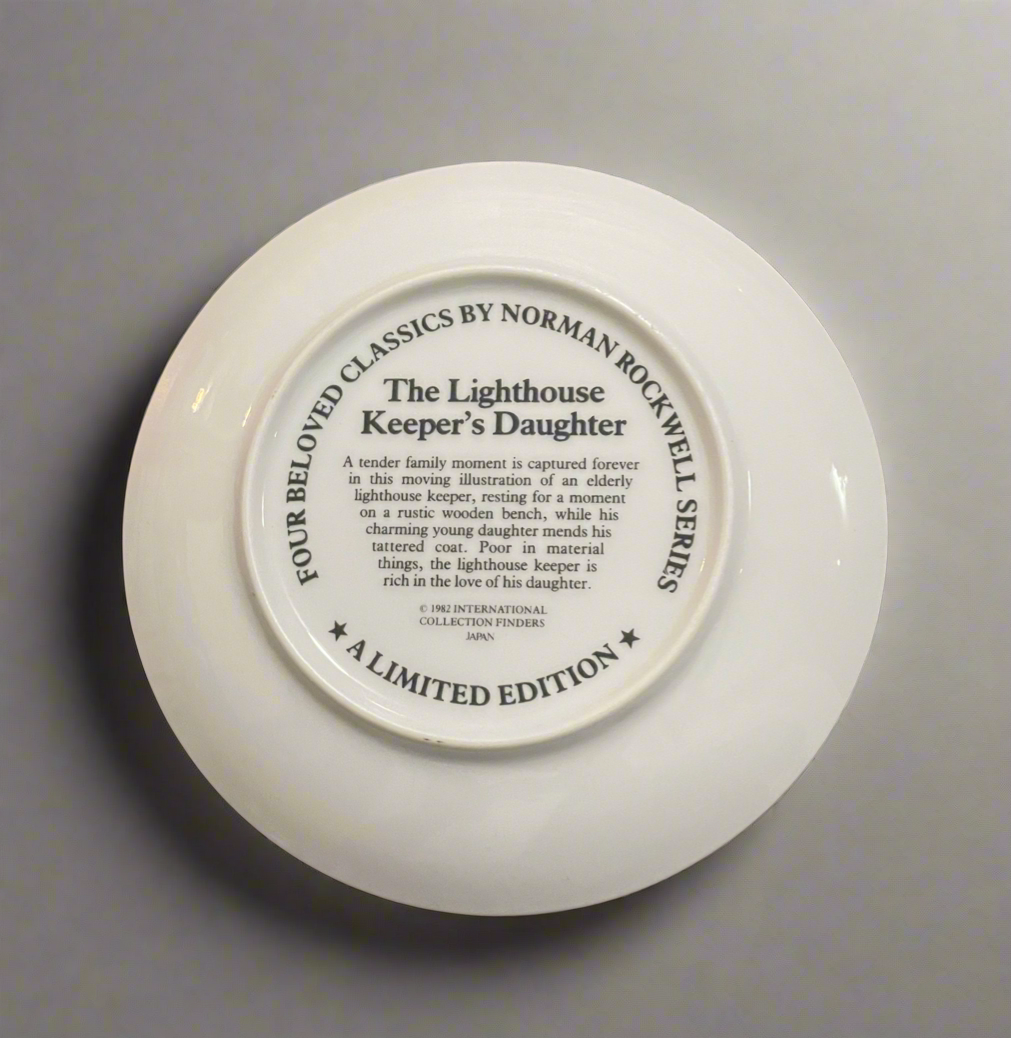 FOUR BELOVED CLASSICS BY NORMAN ROCKWELL SERIES
The Lighthouse
Keeper's Daughter
A tender family moment is captured forever
in this moving illustration of an elderly
lighthouse keeper, resting for a moment
on a rustic wooden bench, while his
charming young daughter mends his
tattered coat. Poor in material
things, the lighthouse keeper is
rich in the love of his daughter.
© 1982 INTERNATIONAL
COLLECTION FINDERS
JAPAN
★ A LIMITED EDITION ★